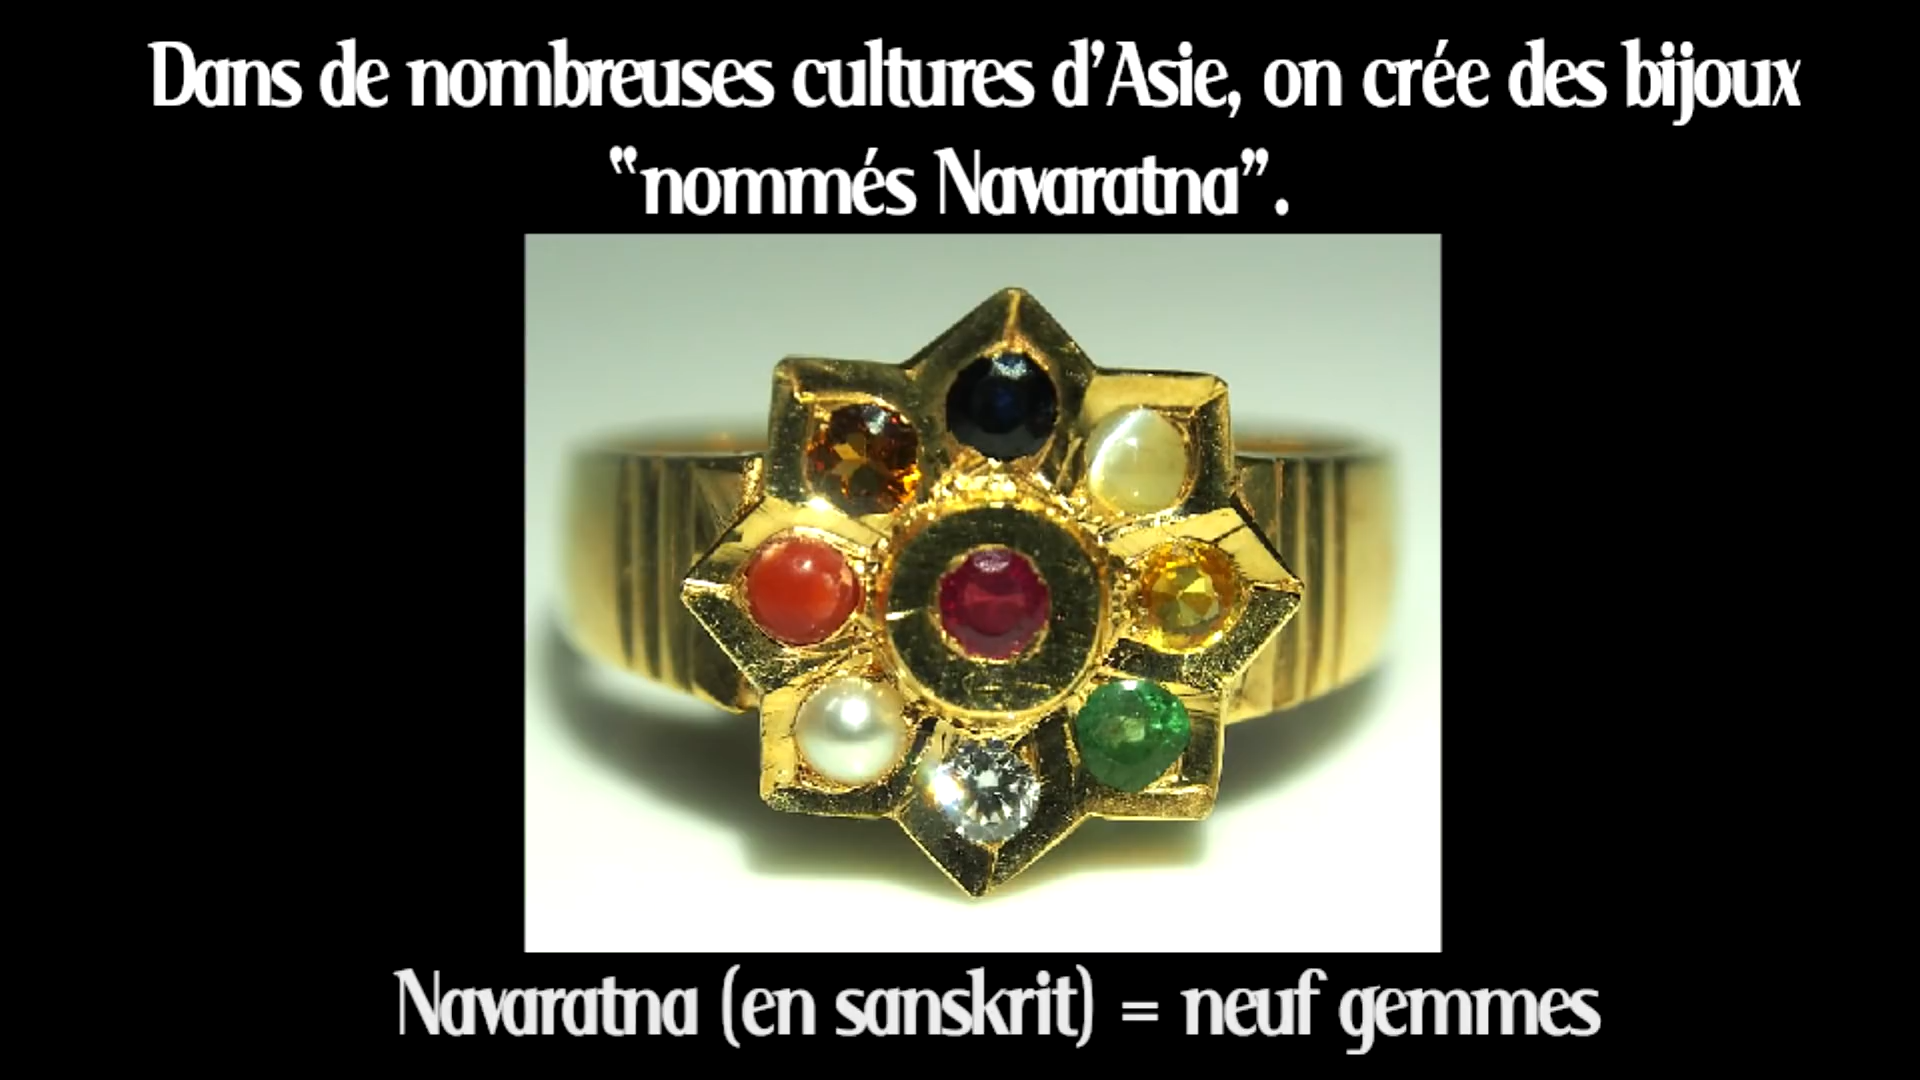 Dans de nombreuses cultures d’Asie, on crée des bijoux
“nommés Navaratna”.
Navaratna (en sanskrit) = neuf gemmes